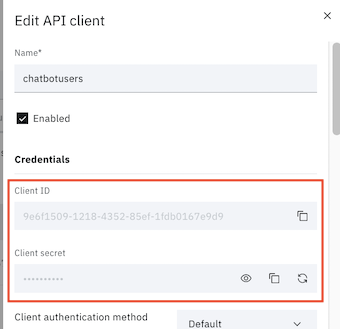 Edit API client
Name*
chatbotusers
Enabled
Credentials
Client ID
9e6f1509-1218-4352-85ef-1fdb0167e9d9
Client secret
••••••••••
Client authentication method
Default